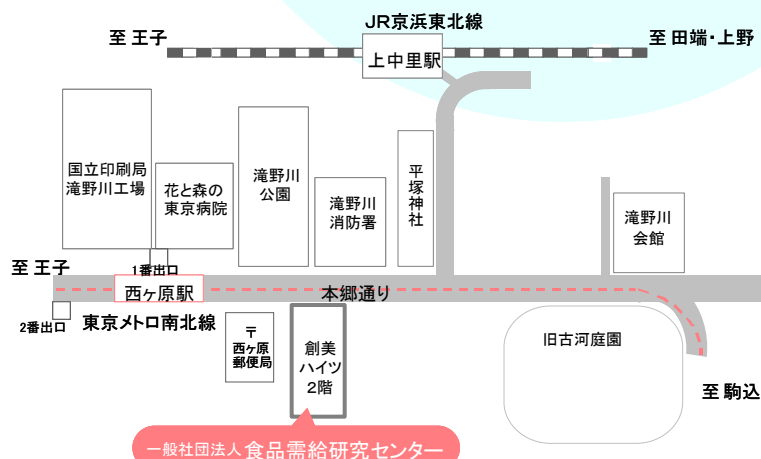 JR京浜東北線
至 王子
上中里駅
至 田端・上野
国立印刷局
滝野川工場
花と森の
東京病院
滝野川
公園
滝野川
消防署
平塚神社
滝野川
会館
至 王子
1番出口
西ヶ原駅
本郷通り
2番出口
東京メトロ南北線
〒
西ヶ原
郵便局
創美
ハイツ
2階
旧古河庭園
至 駒込
一般社団法人 食品需給研究センター